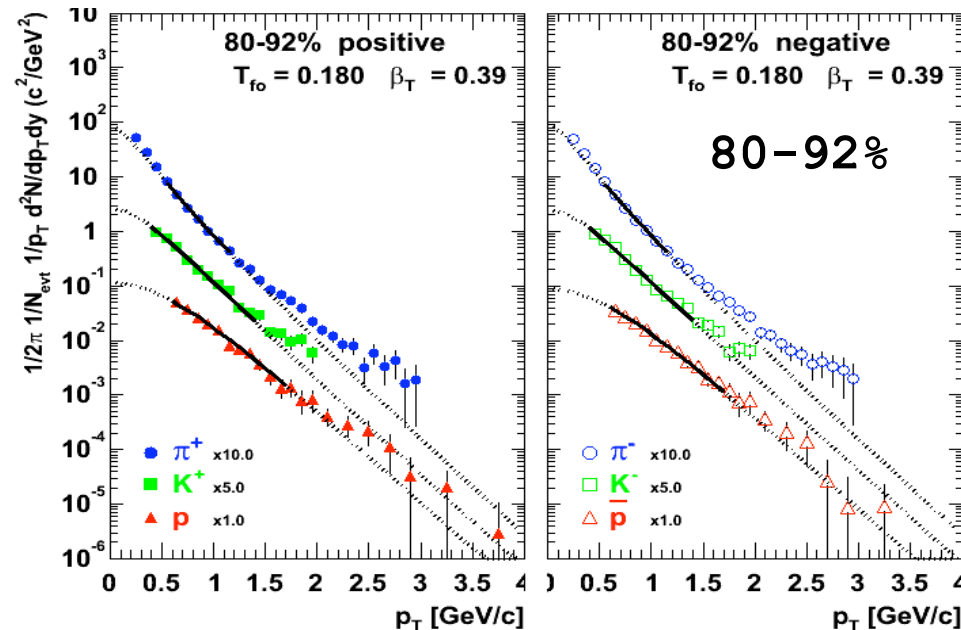 1/2π 1/N_evt 1/p_T d²N/dp_Tdy (c²/GeV²)
10⁴
10³
10²
10
1
10⁻¹
10⁻²
10⁻³
10⁻⁴
10⁻⁵
10⁻⁶
80-92% positive
T_fo = 0.180 β_T = 0.39
π⁺ x10.0
K⁺ x5.0
p x1.0
0 0.5 1 1.5 2 2.5 3 3.5 4
p_T [GeV/c]
80-92% negative
T_fo = 0.180 β_T = 0.39
80-92%
π⁻ x10.0
K⁻ x5.0
p̅ x1.0
0.5 1 1.5 2 2.5 3 3.5 4
p_T [GeV/c]